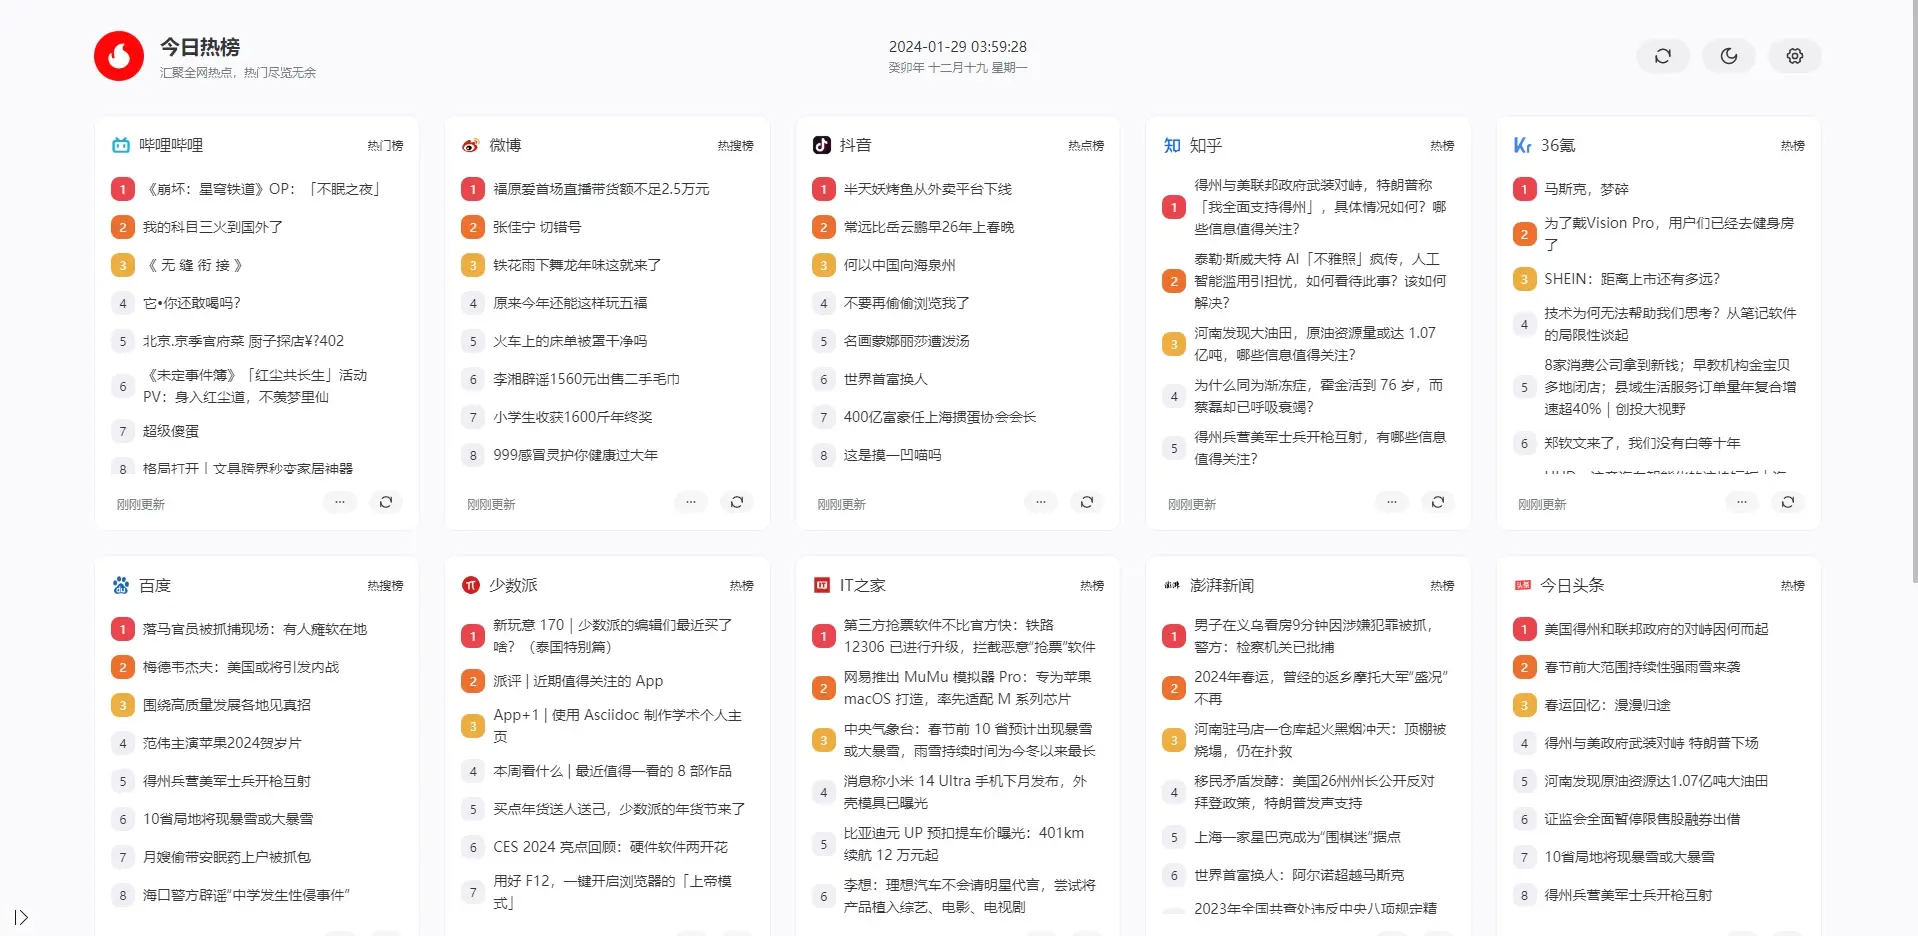 今日热榜
汇聚全网热点，热门尽览无余
2024-01-29 03:59:28
癸卯年 十二月十九 星期一
哔哩哔哩 热门榜
1 《崩坏：星穹铁道》OP：「不眠之夜」
2 我的科目三火到国外了
3 《 无 缝 衔 接 》
4 它•你还敢喝吗？
5 北京.京季官府菜 厨子探店¥?402
6 《未定事件簿》「红尘共长生」活动
PV：身入红尘道，不羡梦里仙
7 超级傻蛋
8 格局打开｜文具跨界秒变家居神器
刚刚更新
微博 热搜榜
1 福原爱首场直播带货额不足2.5万元
2 张佳宁 切错号
3 铁花雨下舞龙年味这就来了
4 原来今年还能这样玩五福
5 火车上的床单被罩干净吗
6 李湘辟谣1560元出售二手毛巾
7 小学生收获1600斤年终奖
8 999感冒灵护你健康过大年
刚刚更新
抖音 热点榜
1 半天妖烤鱼从外卖平台下线
2 常远比岳云鹏早26年上春晚
3 何以中国向海泉州
4 不要再偷偷浏览我了
5 名画蒙娜丽莎遭泼汤
6 世界首富换人
7 400亿富豪任上海掼蛋协会会长
8 这是摸一凹喵吗
刚刚更新
知 知乎 热榜
1 得州与美联邦政府武装对峙，特朗普称
「我全面支持得州」，具体情况如何？哪
些信息值得关注？
2 泰勒·斯威夫特 AI「不雅照」疯传，人工
智能滥用引担忧，如何看待此事？该如何
解决？
3 河南发现大油田，原油资源量或达 1.07
亿吨，哪些信息值得关注？
4 为什么同为渐冻症，霍金活到 76 岁，而
蔡磊却已呼吸衰竭？
5 得州兵营美军士兵开枪互射，有哪些信息
值得关注？
刚刚更新
Kr 36氪 热榜
1 马斯克，梦碎
2 为了戴Vision Pro，用户们已经去健身房
了
3 SHEIN：距离上市还有多远？
4 技术为何无法帮助我们思考？从笔记软件
的局限性谈起
5 8家消费公司拿到新钱；早教机构金宝贝
多地闭店；县域生活服务订单量年复合增
速超40%｜创投大视野
6 郑钦文来了，我们没有白等十年
刚刚更新
百度 热搜榜
1 落马官员被抓捕现场：有人瘫软在地
2 梅德韦杰夫：美国或将引发内战
3 围绕高质量发展各地见真招
4 范伟主演苹果2024贺岁片
5 得州兵营美军士兵开枪互射
6 10省局地将现暴雪或大暴雪
7 月嫂偷带安眠药上户被抓包
8 海口警方辟谣“中学发生性侵事件”
少数派 热榜
1 新玩意 170｜少数派的编辑们最近买了
啥？（泰国特别篇）
2 派评 | 近期值得关注的 App
3 App+1 | 使用 Asciidoc 制作学术个人主
页
4 本周看什么 | 最近值得一看的 8 部作品
5 买点年货送人送己，少数派的年货节来了
6 CES 2024 亮点回顾：硬件软件两开花
7 用好 F12，一键开启浏览器的「上帝模
式」
IT IT之家 热榜
1 第三方抢票软件不比官方快：铁路
12306 已进行升级，拦截恶意“抢票”软件
2 网易推出 MuMu 模拟器 Pro：专为苹果
macOS 打造，率先适配 M 系列芯片
3 中央气象台：春节前 10 省预计出现暴雪
或大暴雪，雨雪持续时间为今冬以来最长
4 消息称小米 14 Ultra 手机下月发布，外
壳模具已曝光
5 比亚迪元 UP 预扣提车价曝光：401km
续航 12 万元起
6 李想：理想汽车不会请明星代言，尝试将
产品植入综艺、电影、电视剧
澎湃 澎湃新闻 热榜
1 男子在义乌看房9分钟因涉嫌犯罪被抓，
警方：检察机关已批捕
2 2024年春运，曾经的返乡摩托大军“盛况”
不再
3 河南驻马店一仓库起火黑烟冲天：顶棚被
烧塌，仍在扑救
4 移民矛盾发酵：美国26州州长公开反对
拜登政策，特朗普发声支持
5 上海一家星巴克成为“围棋迷”据点
6 世界首富换人：阿尔诺超越马斯克
2023年全国共查处违反中央八项规定精
头条 今日头条 热榜
1 美国得州和联邦政府的对峙因何而起
2 春节前大范围持续性强雨雪来袭
3 春运回忆：漫漫归途
4 得州与美政府武装对峙 特朗普下场
5 河南发现原油资源达1.07亿吨大油田
6 证监会全面暂停限售股融券出借
7 10省局地将现暴雪或大暴雪
8 得州兵营美军士兵开枪互射